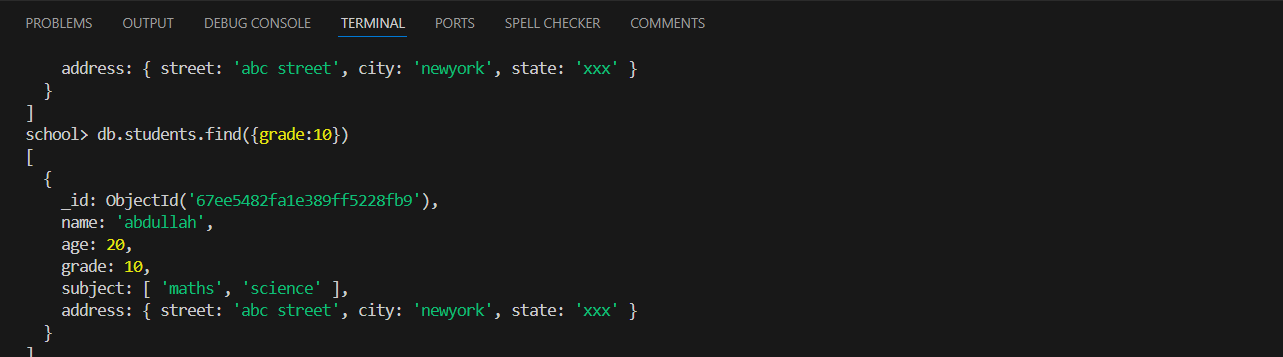 PROBLEMS OUTPUT DEBUG CONSOLE TERMINAL PORTS SPELL CHECKER COMMENTS
    address: { street: 'abc street', city: 'newyork', state: 'xxx' }
  }
]
school> db.students.find({grade:10})
[
  {
    _id: ObjectId('67ee5482fa1e389ff5228fb9'),
    name: 'abdullah',
    age: 20,
    grade: 10,
    subject: [ 'maths', 'science' ],
    address: { street: 'abc street', city: 'newyork', state: 'xxx' }
  }
]